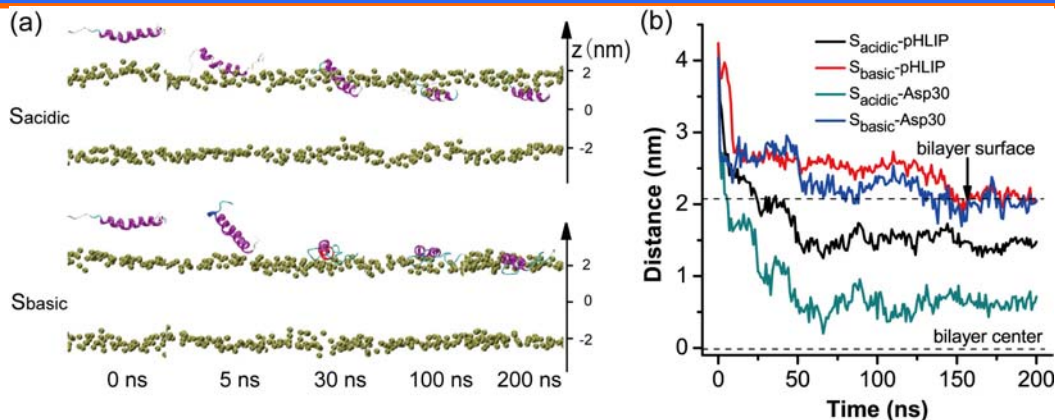 (a)
z(nm)
2
0
-2
Sacidic
2
0
-2
Sbasic
0 ns 5 ns 30 ns 100 ns 200 ns
(b)
Sacidic-pHLIP
Sbasic-pHLIP
Sacidic-Asp30
Sbasic-Asp30
bilayer surface
bilayer center
Distance (nm)
4
3
2
1
0
0 50 100 150 200
Time (ns)